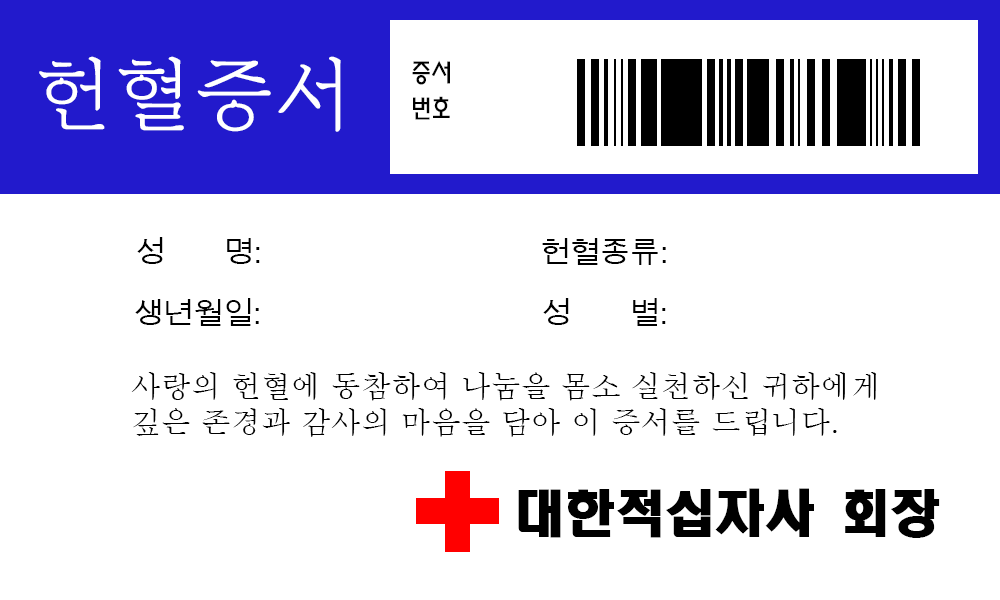 헌혈증서
증서
번호
성 명:
헌혈종류:
생년월일:
성 별:
사랑의 헌혈에 동참하여 나눔을 몸소 실천하신 귀하에게
깊은 존경과 감사의 마음을 담아 이 증서를 드립니다.
대한적십자사 회장